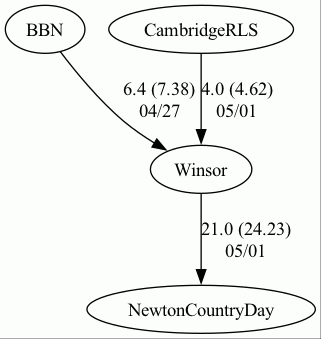 BBN
CambridgeRLS
6.4 (7.38)
04/27
4.0 (4.62)
05/01
Winsor
21.0 (24.23)
05/01
NewtonCountryDay